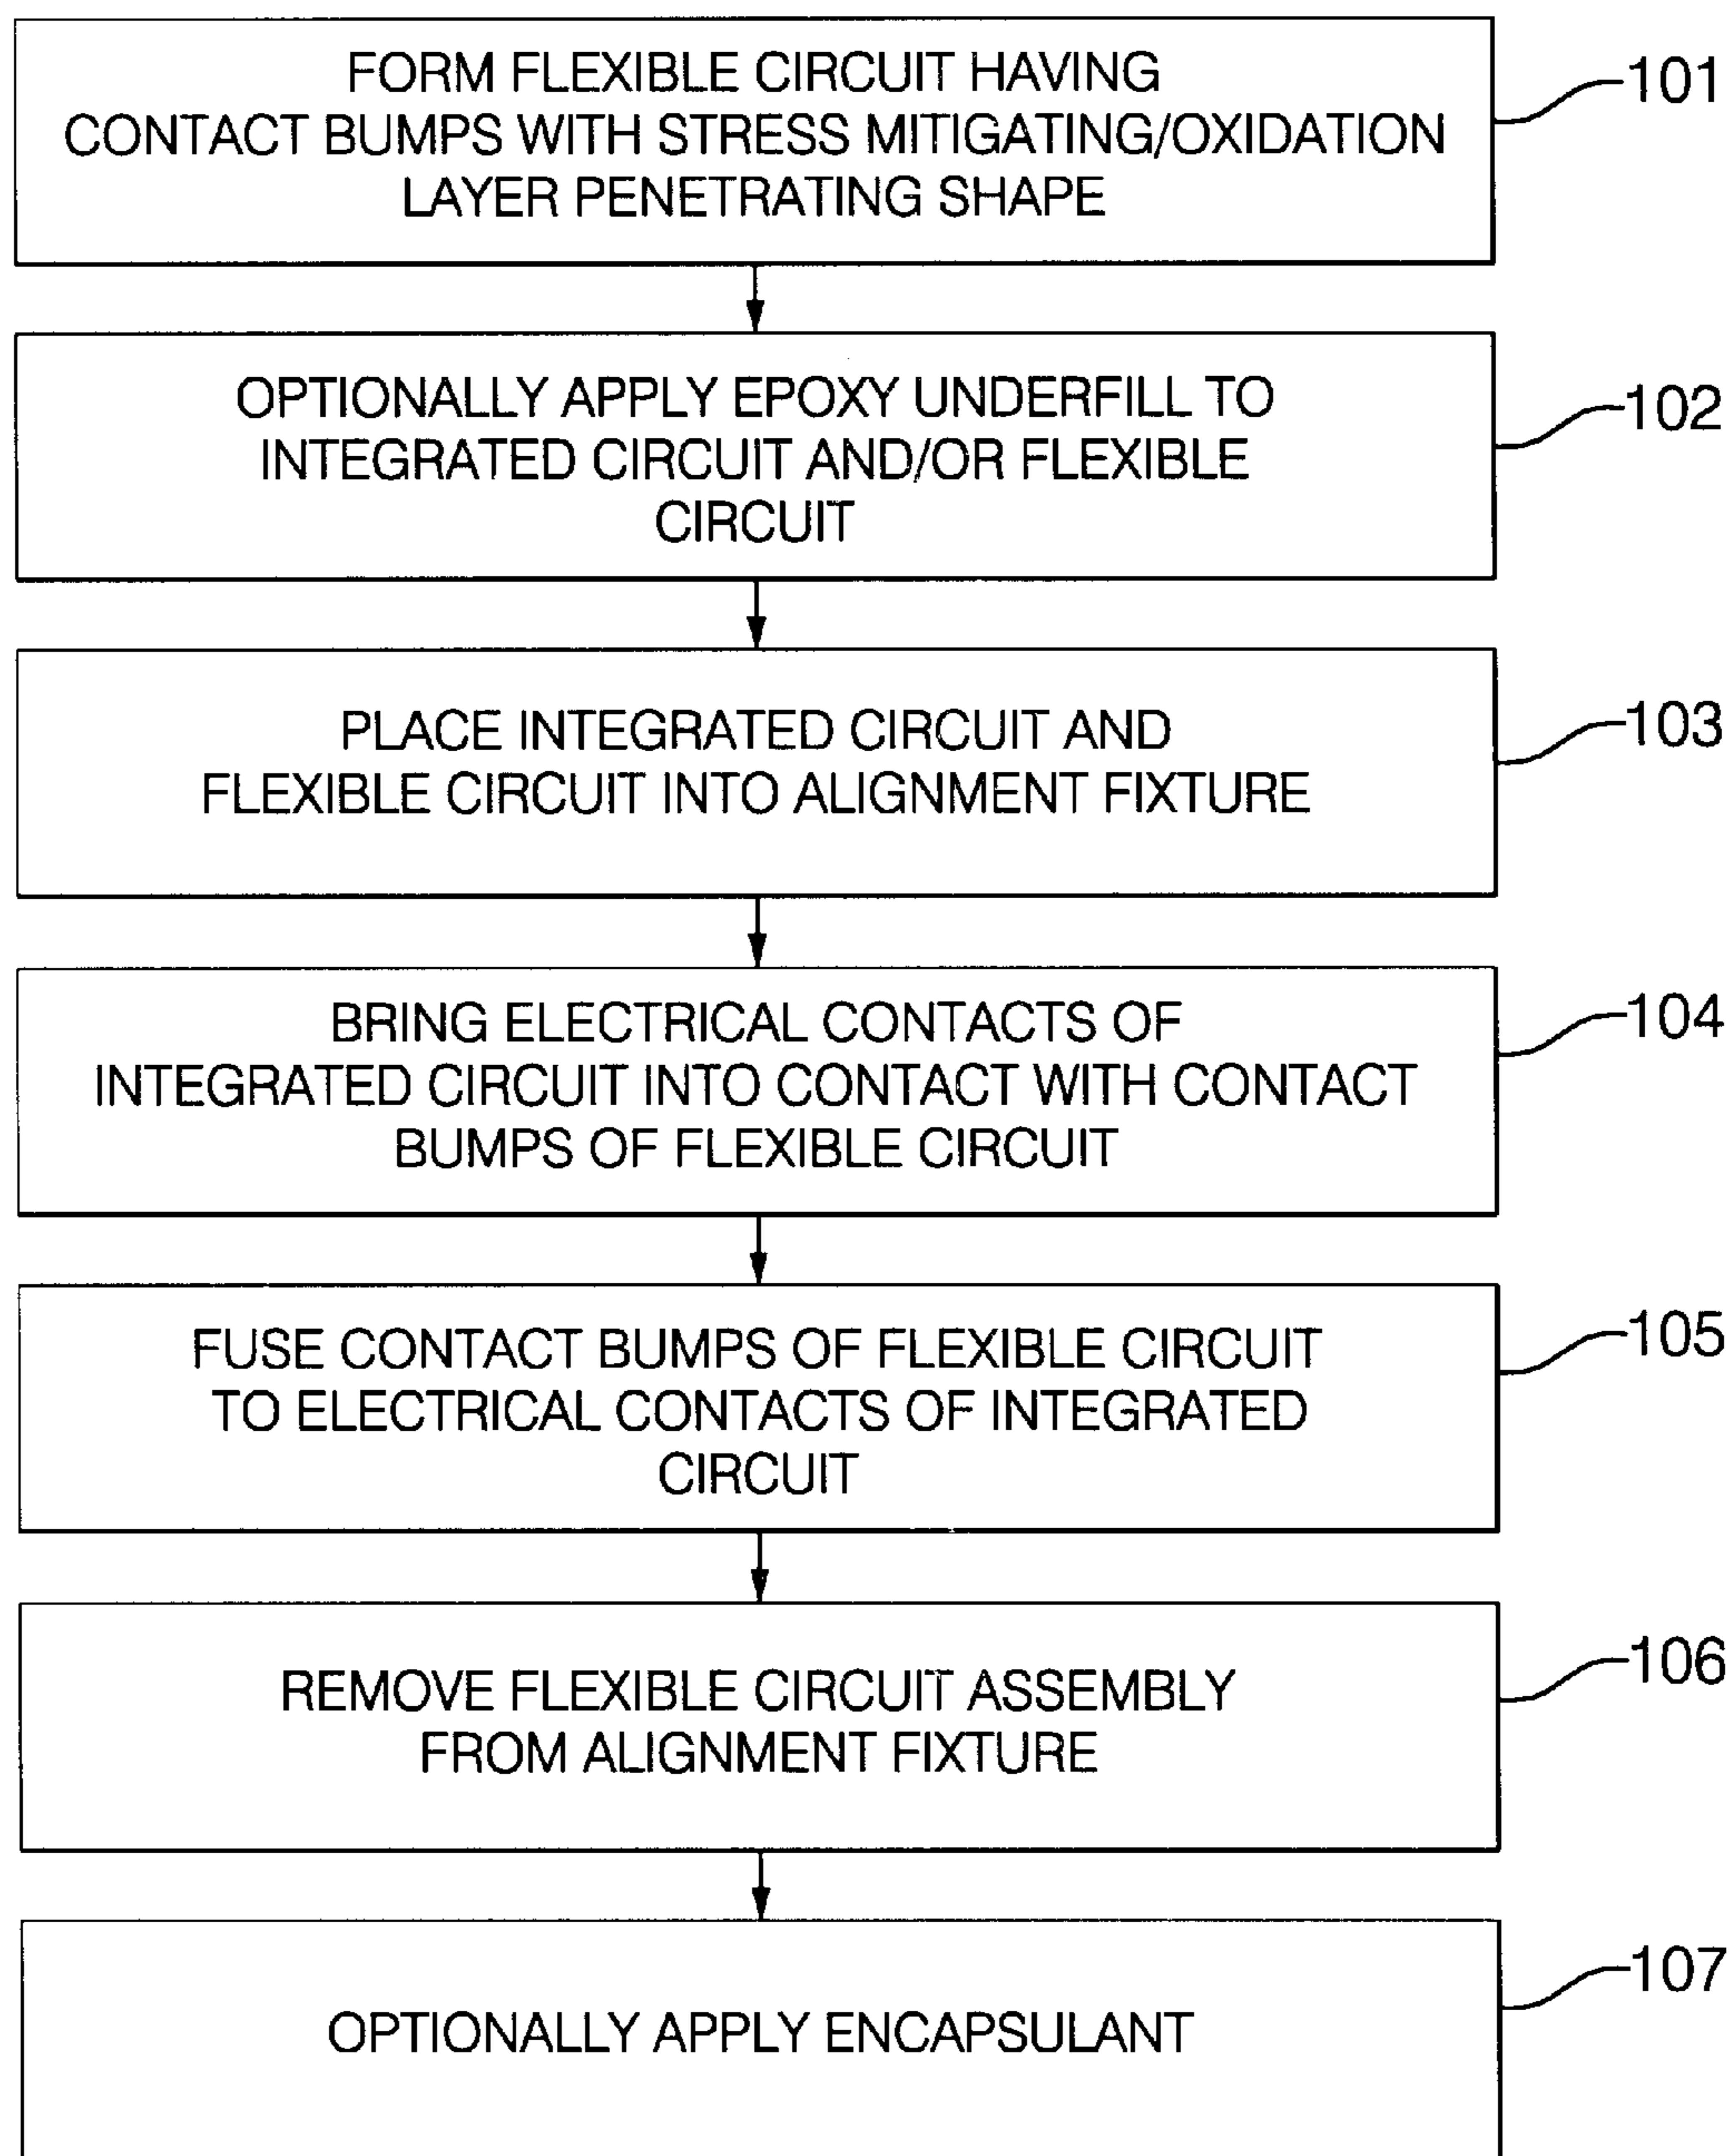 FORM FLEXIBLE CIRCUIT HAVING
CONTACT BUMPS WITH STRESS MITIGATING/OXIDATION
LAYER PENETRATING SHAPE
101
OPTIONALLY APPLY EPOXY UNDERFILL TO
INTEGRATED CIRCUIT AND/OR FLEXIBLE
CIRCUIT
102
PLACE INTEGRATED CIRCUIT AND
FLEXIBLE CIRCUIT INTO ALIGNMENT FIXTURE
103
BRING ELECTRICAL CONTACTS OF
INTEGRATED CIRCUIT INTO CONTACT WITH CONTACT
BUMPS OF FLEXIBLE CIRCUIT
104
FUSE CONTACT BUMPS OF FLEXIBLE CIRCUIT
TO ELECTRICAL CONTACTS OF INTEGRATED
CIRCUIT
105
REMOVE FLEXIBLE CIRCUIT ASSEMBLY
FROM ALIGNMENT FIXTURE
106
OPTIONALLY APPLY ENCAPSULANT
107